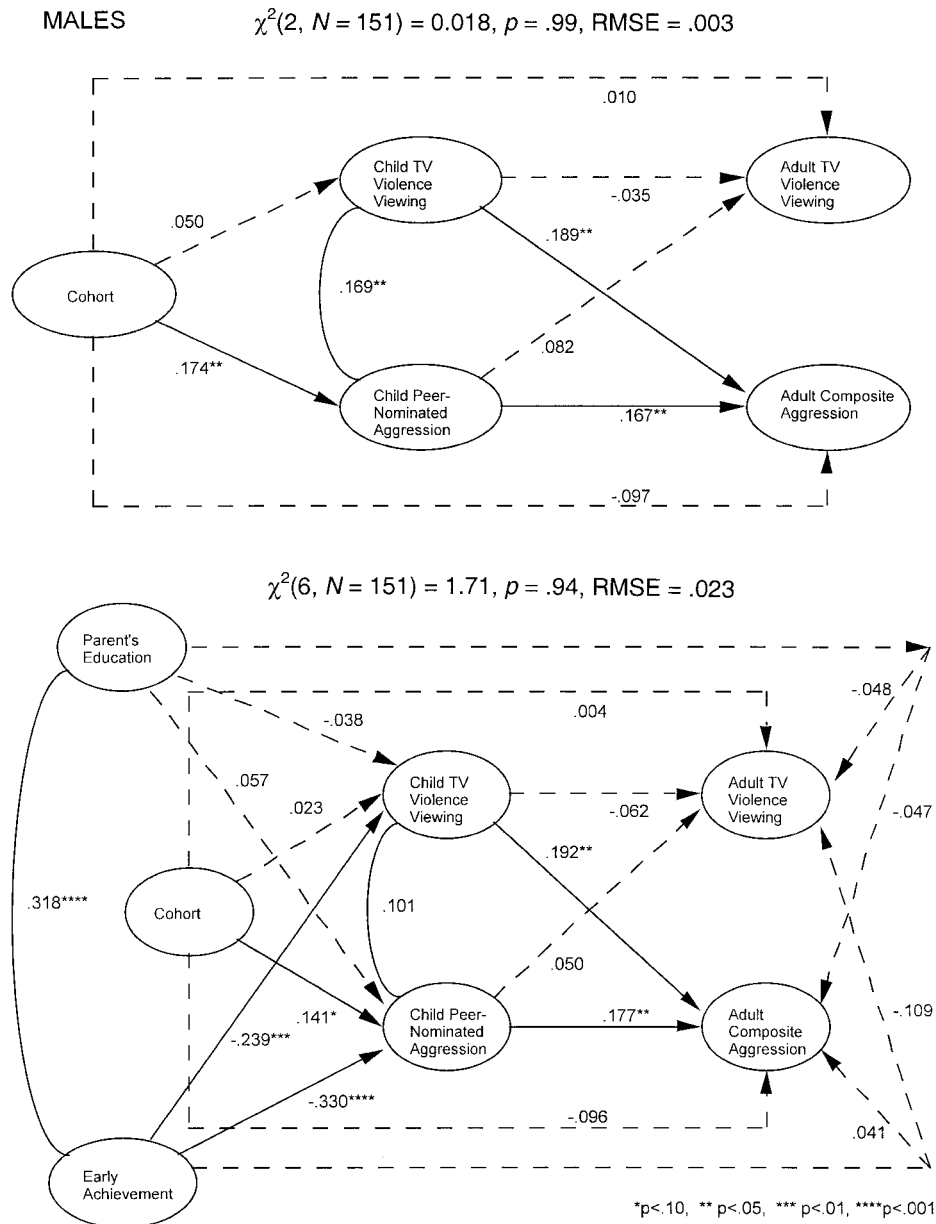 MALES
χ²(2, N = 151) = 0.018, p = .99, RMSE = .003
.010
Child TV
Violence
Viewing
Adult TV
Violence
Viewing
.050
-.035
.189**
Cohort
.169**
.174**
.082
Child Peer-
Nominated
Aggression
.167**
Adult Composite
Aggression
-.097
χ²(6, N = 151) = 1.71, p = .94, RMSE = .023
Parent's
Education
-.038
.004
-.048
.057
.023
Child TV
Violence
Viewing
-.062
Adult TV
Violence
Viewing
-.047
.192**
.318****
Cohort
.101
.050
.141*
-.239***
Child Peer-
Nominated
Aggression
.177**
Adult
Composite
Aggression
-.109
-.330****
-.096
.041
Early
Achievement
*p<.10, ** p<.05, *** p<.01, ****p<.001